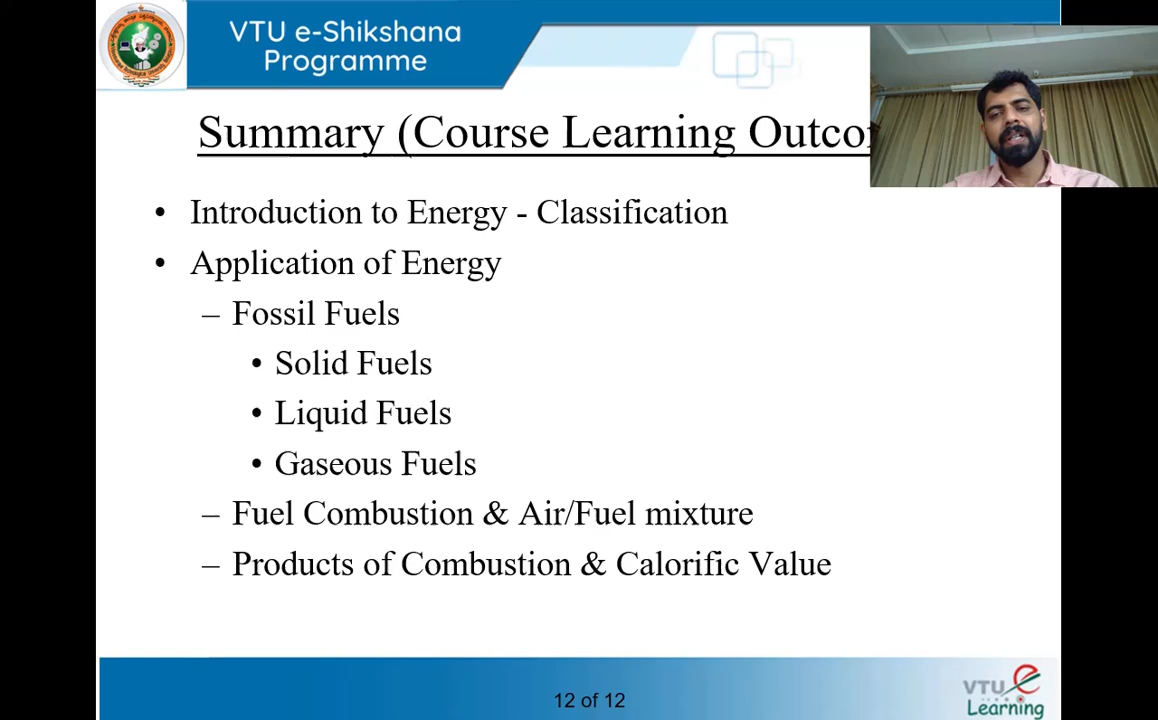 VTU e-Shikshana
Programme
Summary (Course Learning
• Introduction to Energy - Classification
• Application of Energy
– Fossil Fuels
• Solid Fuels
• Liquid Fuels
• Gaseous Fuels
– Fuel Combustion & Air/Fuel mixture
– Products of Combustion & Calorific Value
12 of 12
VTU e
Learning